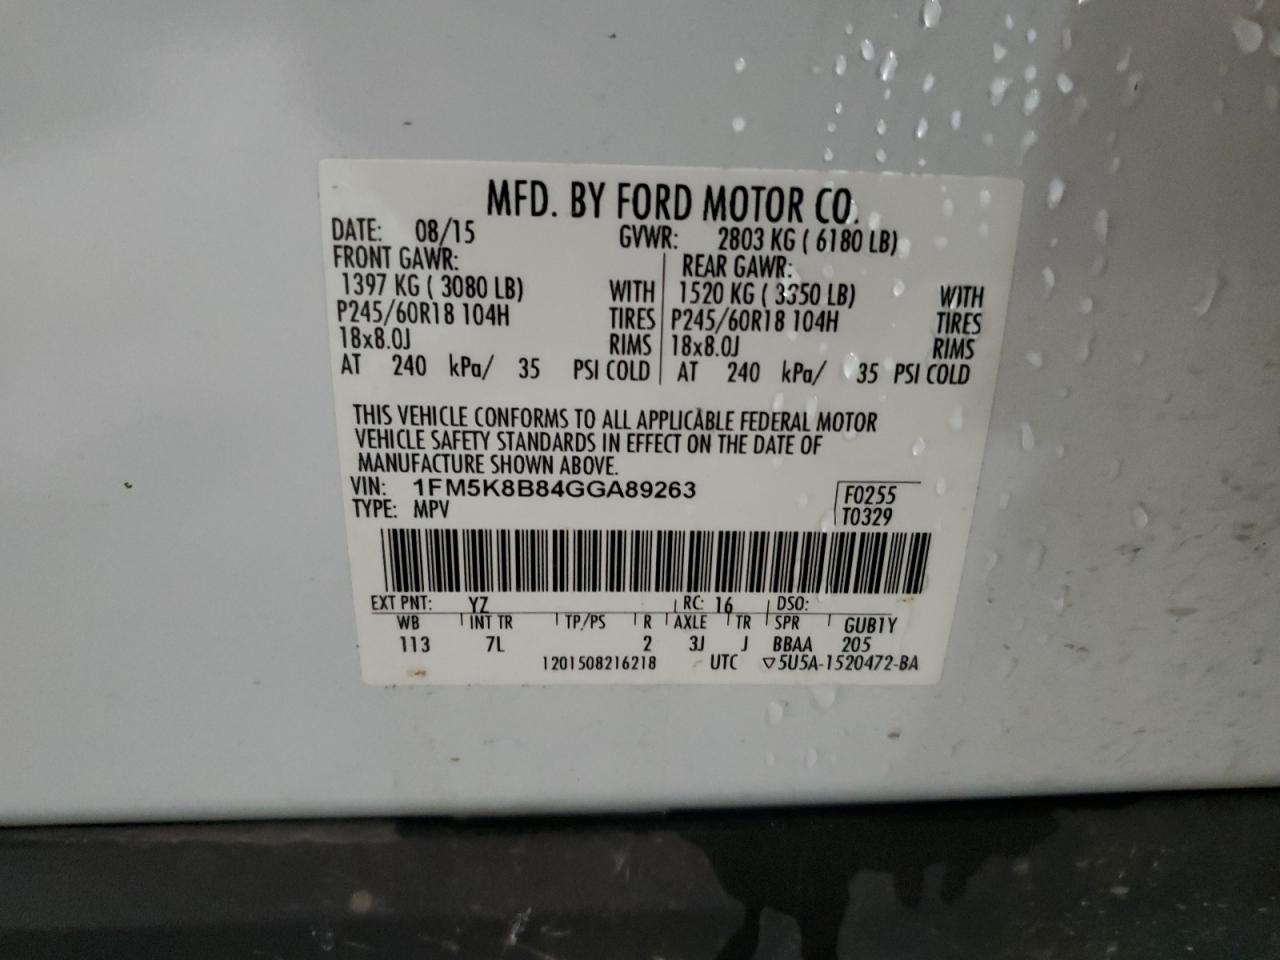 MFD. BY FORD MOTOR CO.
DATE: 08/15 GVWR: 2803 KG ( 6180 LB)
FRONT GAWR: REAR GAWR:
1397 KG ( 3080 LB) WITH 1520 KG ( 3350 LB) WITH
P245/60R18 104H TIRES P245/60R18 104H TIRES
18x8.0J RIMS 18x8.0J RIMS
AT 240 kPa/ 35 PSI COLD AT 240 kPa/ 35 PSI COLD
THIS VEHICLE CONFORMS TO ALL APPLICABLE FEDERAL MOTOR
VEHICLE SAFETY STANDARDS IN EFFECT ON THE DATE OF
MANUFACTURE SHOWN ABOVE.
VIN: 1FM5K8B84GGA89263 F0255
TYPE: MPV T0329
EXT PNT: YZ RC: 16 DSO:
WB INT TR TP/PS R AXLE TR SPR GUB1Y
113 7L 2 3J J BBAA 205
1201508216218 UTC ▽5U5A-1520472-BA